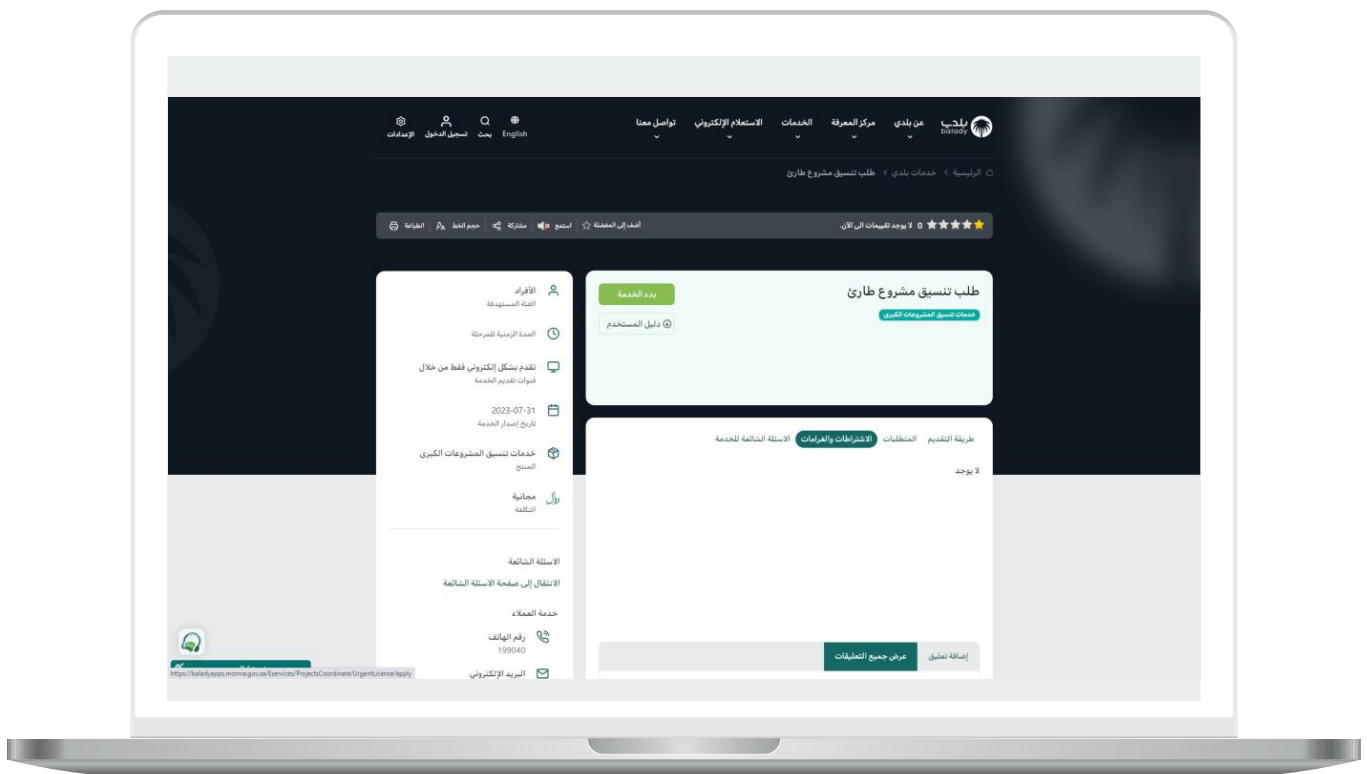 بلدي
balady
عن بلدي
مركز المعرفة
الخدمات
الاستعلام الإلكتروني
تواصل معنا
English
بحث
تسجيل الدخول
الإعدادات
الرئيسية > خدمات بلدي > طلب تنسيق مشروع طارئ
0 لا يوجد تقييمات الى الآن.
أضف إلى المفضلة
استمع
مشاركة
حجم الخط
الطباعة
طلب تنسيق مشروع طارئ
خدمات تنسيق المشروعات الكبرى
بدء الخدمة
دليل المستخدم
طريقة التقديم
المتطلبات
الاشتراطات والغرامات
الاسئلة الشائعة للخدمة
لا يوجد
إضافة تعليق
عرض جميع التعليقات
الأفراد
الفئة المستهدفة
المدة الزمنية للمرحلة
تقدم بشكل إلكتروني فقط من خلال
قنوات تقديم الخدمة
2023-07-31
تاريخ إصدار الخدمة
خدمات تنسيق المشروعات الكبرى
المنتج
مجانية
التكلفة
الاسئلة الشائعة
الانتقال إلى صفحة الاسئلة الشائعة
خدمة العملاء
رقم الهاتف
199040
البريد الإلكتروني
https://baladyapps.momra.gov.sa/Eservices/ProjectsCoordinate/UrgentLicense/apply